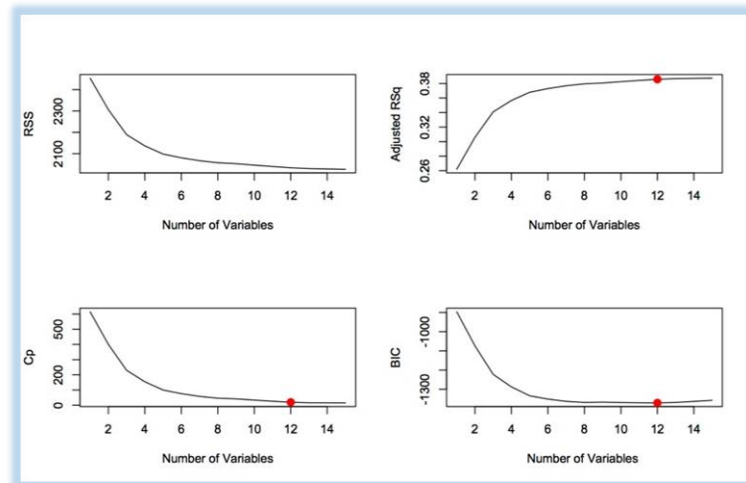 RSS
2300
2100
2 4 6 8 10 12 14
Number of Variables
Adjusted RSq
0.38
0.32
0.26
2 4 6 8 10 12 14
Number of Variables
Cp
500
200
0
2 4 6 8 10 12 14
Number of Variables
BIC
-1000
-1300
2 4 6 8 10 12 14
Number of Variables